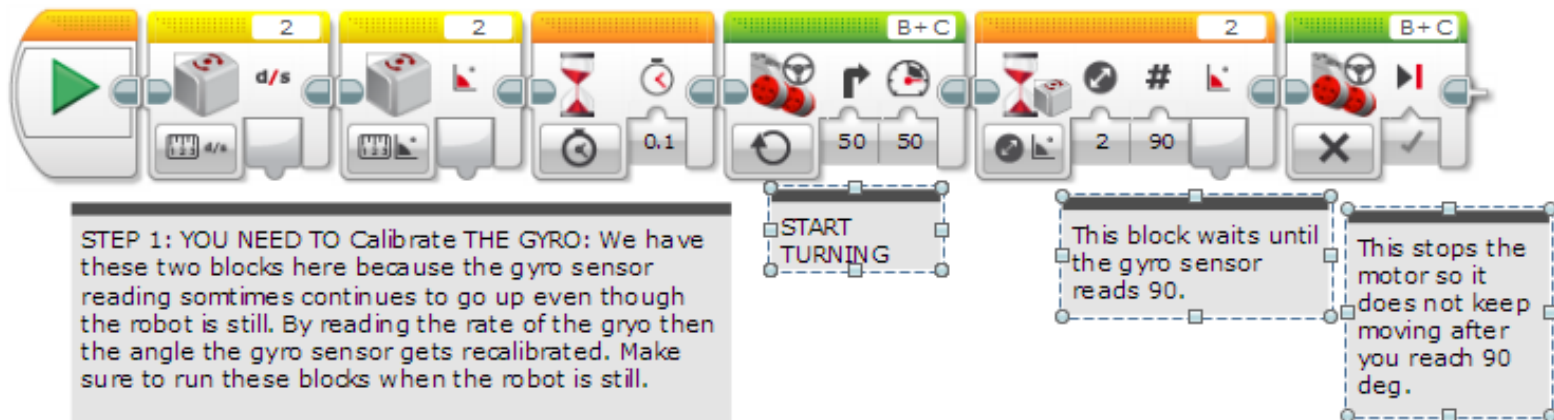 2
2
B+C
2
B+C
d/s
#
123 d/s
123
0.1
50 50
2 90
STEP 1: YOU NEED TO Calibrate THE GYRO: We have
these two blocks here because the gyro sensor
reading somtimes continues to go up even though
the robot is still. By reading the rate of the gryo then
the angle the gyro sensor gets recalibrated. Make
sure to run these blocks when the robot is still.
START
TURNING
This block waits until
the gyro sensor
reads 90.
This stops the
motor so it
does not keep
moving after
you reach 90
deg.